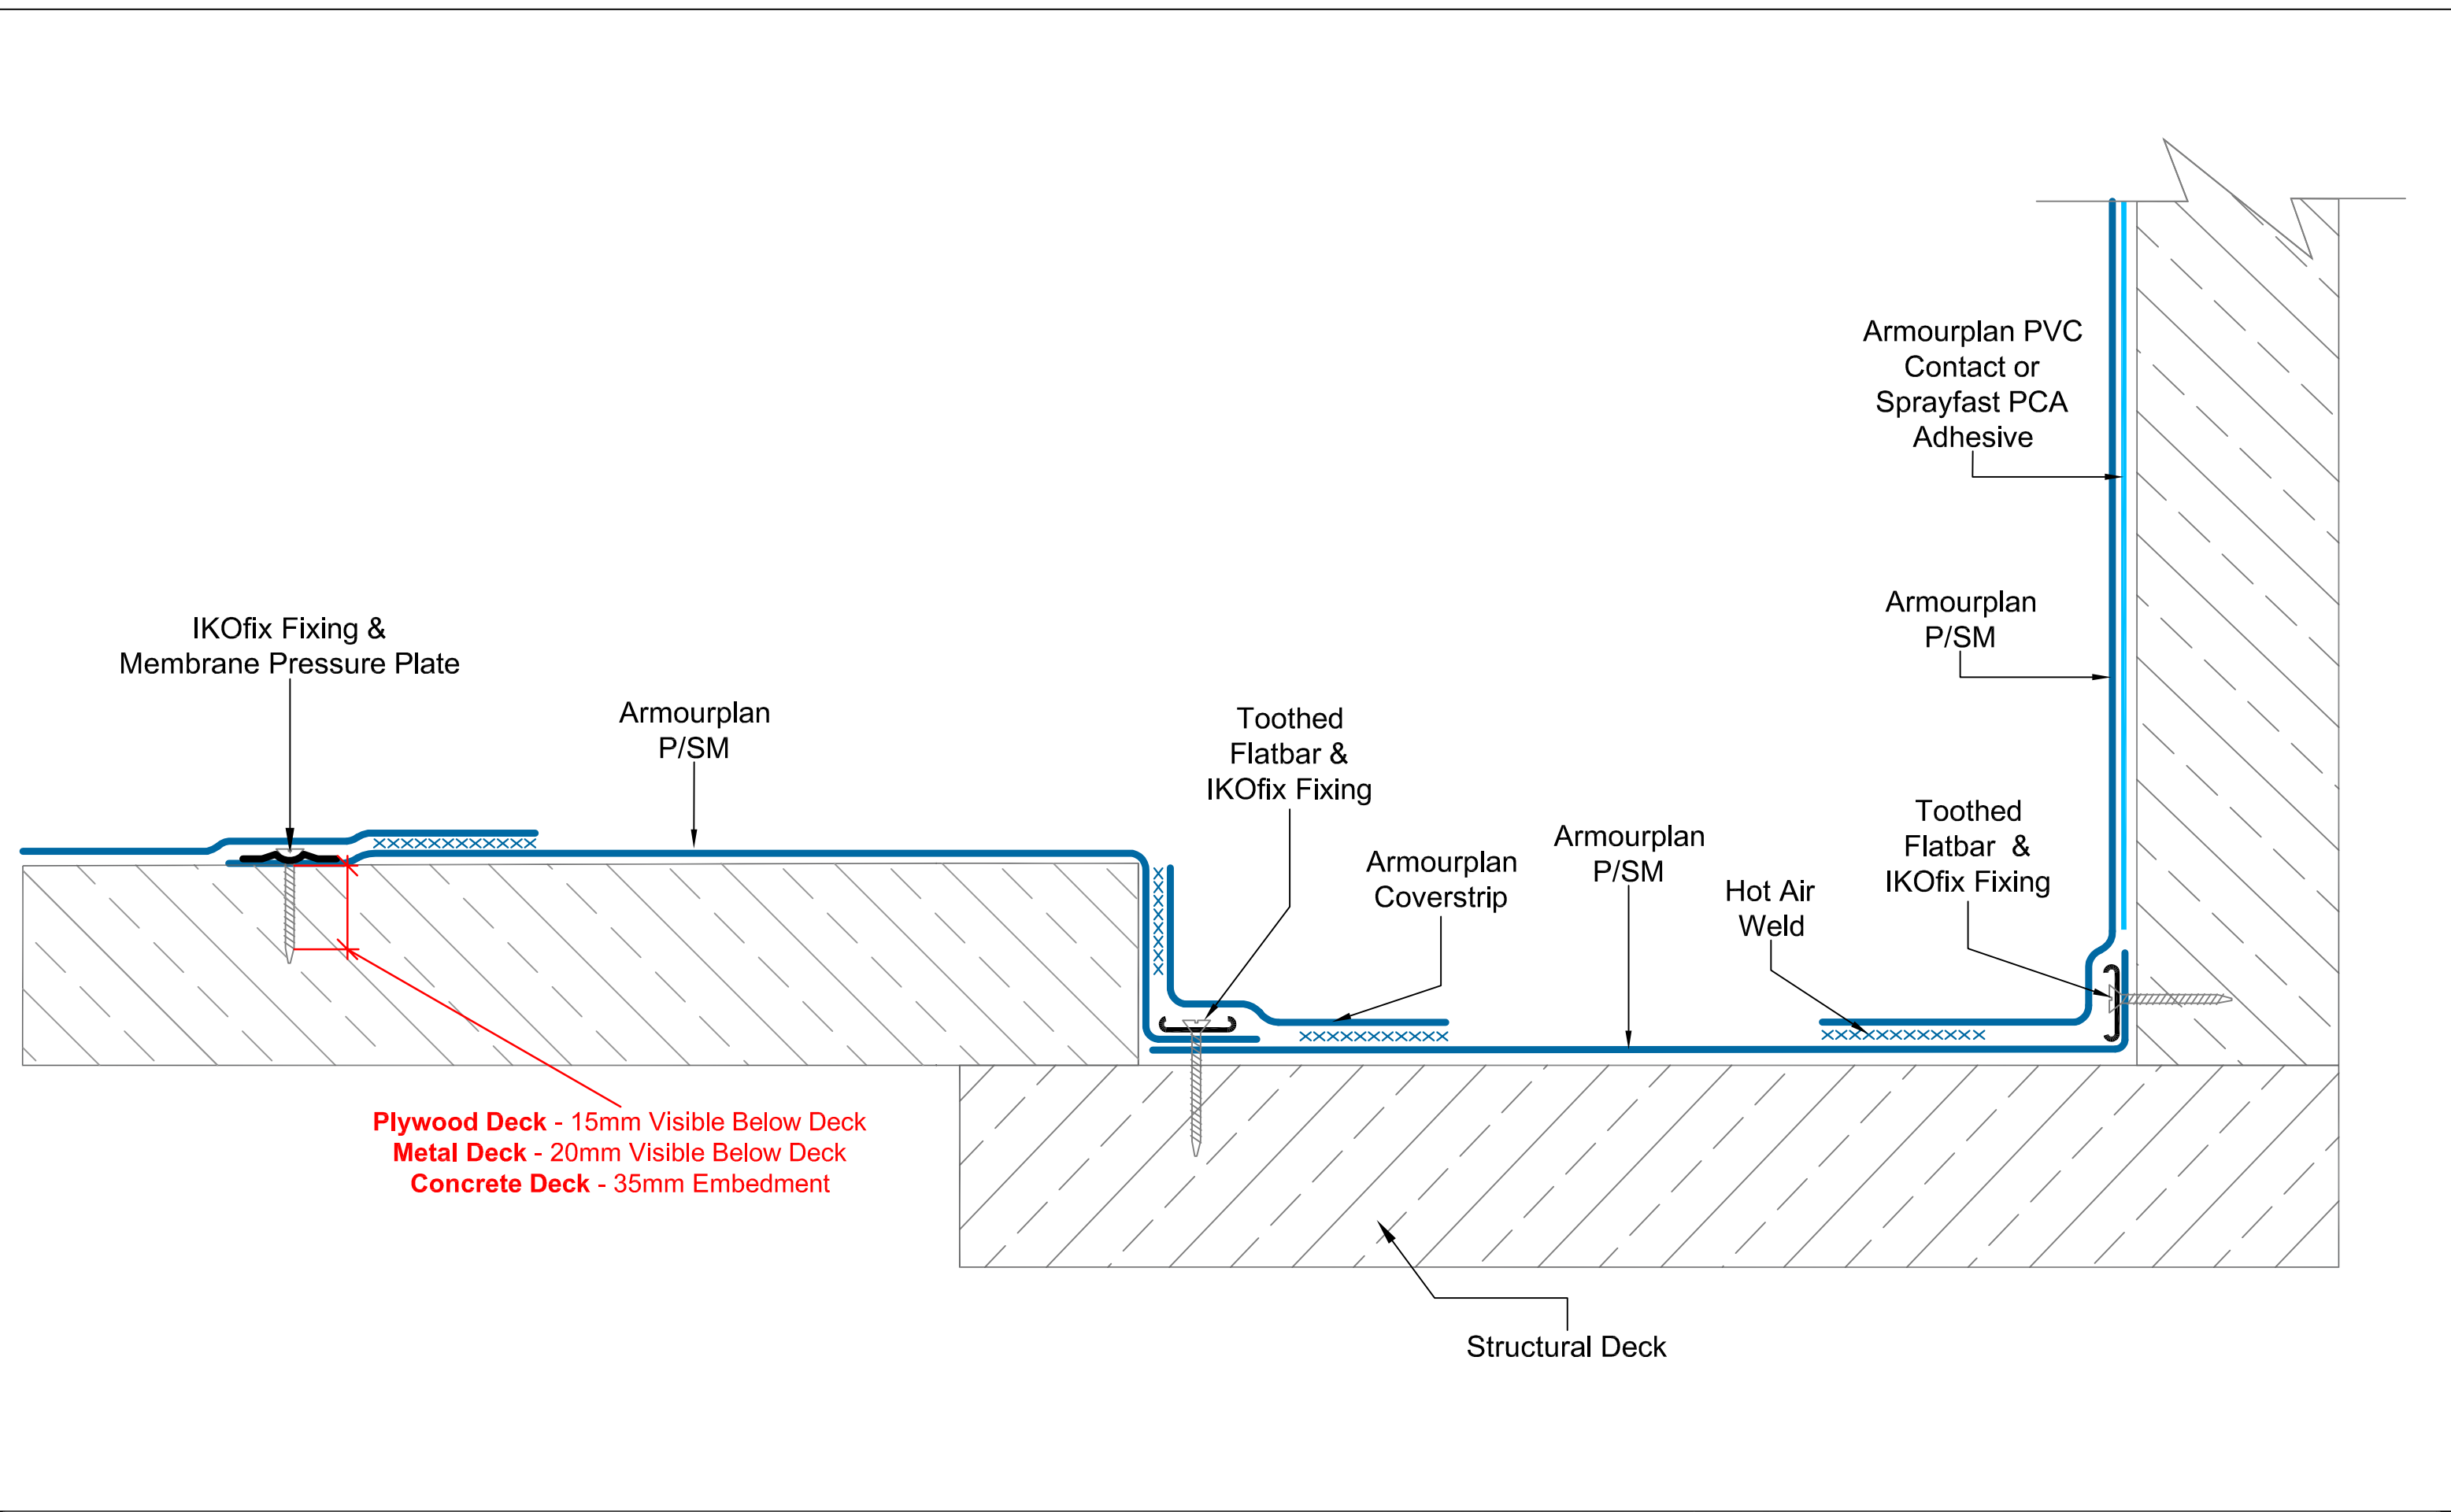 Armourplan PVC
Contact or
Sprayfast PCA
Adhesive
Armourplan
P/SM
IKOfix Fixing &
Membrane Pressure Plate
Armourplan
P/SM
Toothed
Flatbar &
IKOfix Fixing
Armourplan
Coverstrip
Armourplan
P/SM
Hot Air
Weld
Toothed
Flatbar &
IKOfix Fixing
Plywood Deck - 15mm Visible Below Deck
Metal Deck - 20mm Visible Below Deck
Concrete Deck - 35mm Embedment
Structural Deck